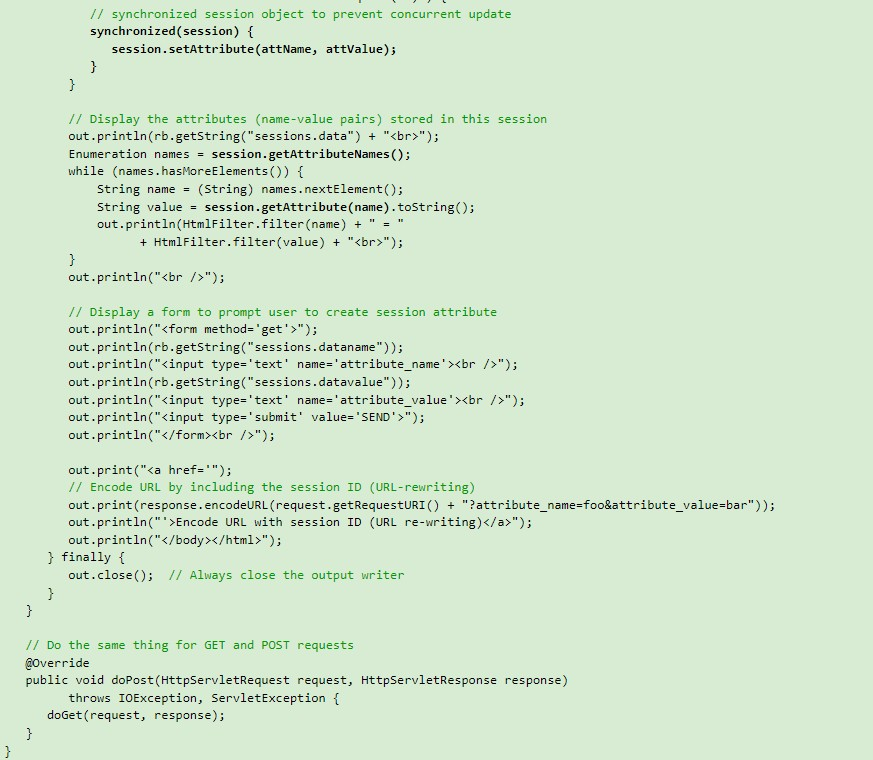 // synchronized session object to prevent concurrent update
            synchronized(session) {
               session.setAttribute(attName, attValue);
            }
         }

         // Display the attributes (name-value pairs) stored in this session
         out.println(rb.getString("sessions.data") + "<br>");
         Enumeration names = session.getAttributeNames();
         while (names.hasMoreElements()) {
             String name = (String) names.nextElement();
             String value = session.getAttribute(name).toString();
             out.println(HtmlFilter.filter(name) + " = "
                   + HtmlFilter.filter(value) + "<br>");
         }
         out.println("<br />");

         // Display a form to prompt user to create session attribute
         out.println("<form method='get'>");
         out.println(rb.getString("sessions.dataname"));
         out.println("<input type='text' name='attribute_name'><br />");
         out.println(rb.getString("sessions.datavalue"));
         out.println("<input type='text' name='attribute_value'><br />");
         out.println("<input type='submit' value='SEND'>");
         out.println("</form><br />");

         out.print("<a href='");
         // Encode URL by including the session ID (URL-rewriting)
         out.print(response.encodeURL(request.getRequestURI() + "?attribute_name=foo&attribute_value=bar"));
         out.println("'>Encode URL with session ID (URL re-writing)</a>");
         out.println("</body></html>");
      } finally {
         out.close();  // Always close the output writer
      }
   }

   // Do the same thing for GET and POST requests
   @Override
   public void doPost(HttpServletRequest request, HttpServletResponse response)
         throws IOException, ServletException {
      doGet(request, response);
   }
}